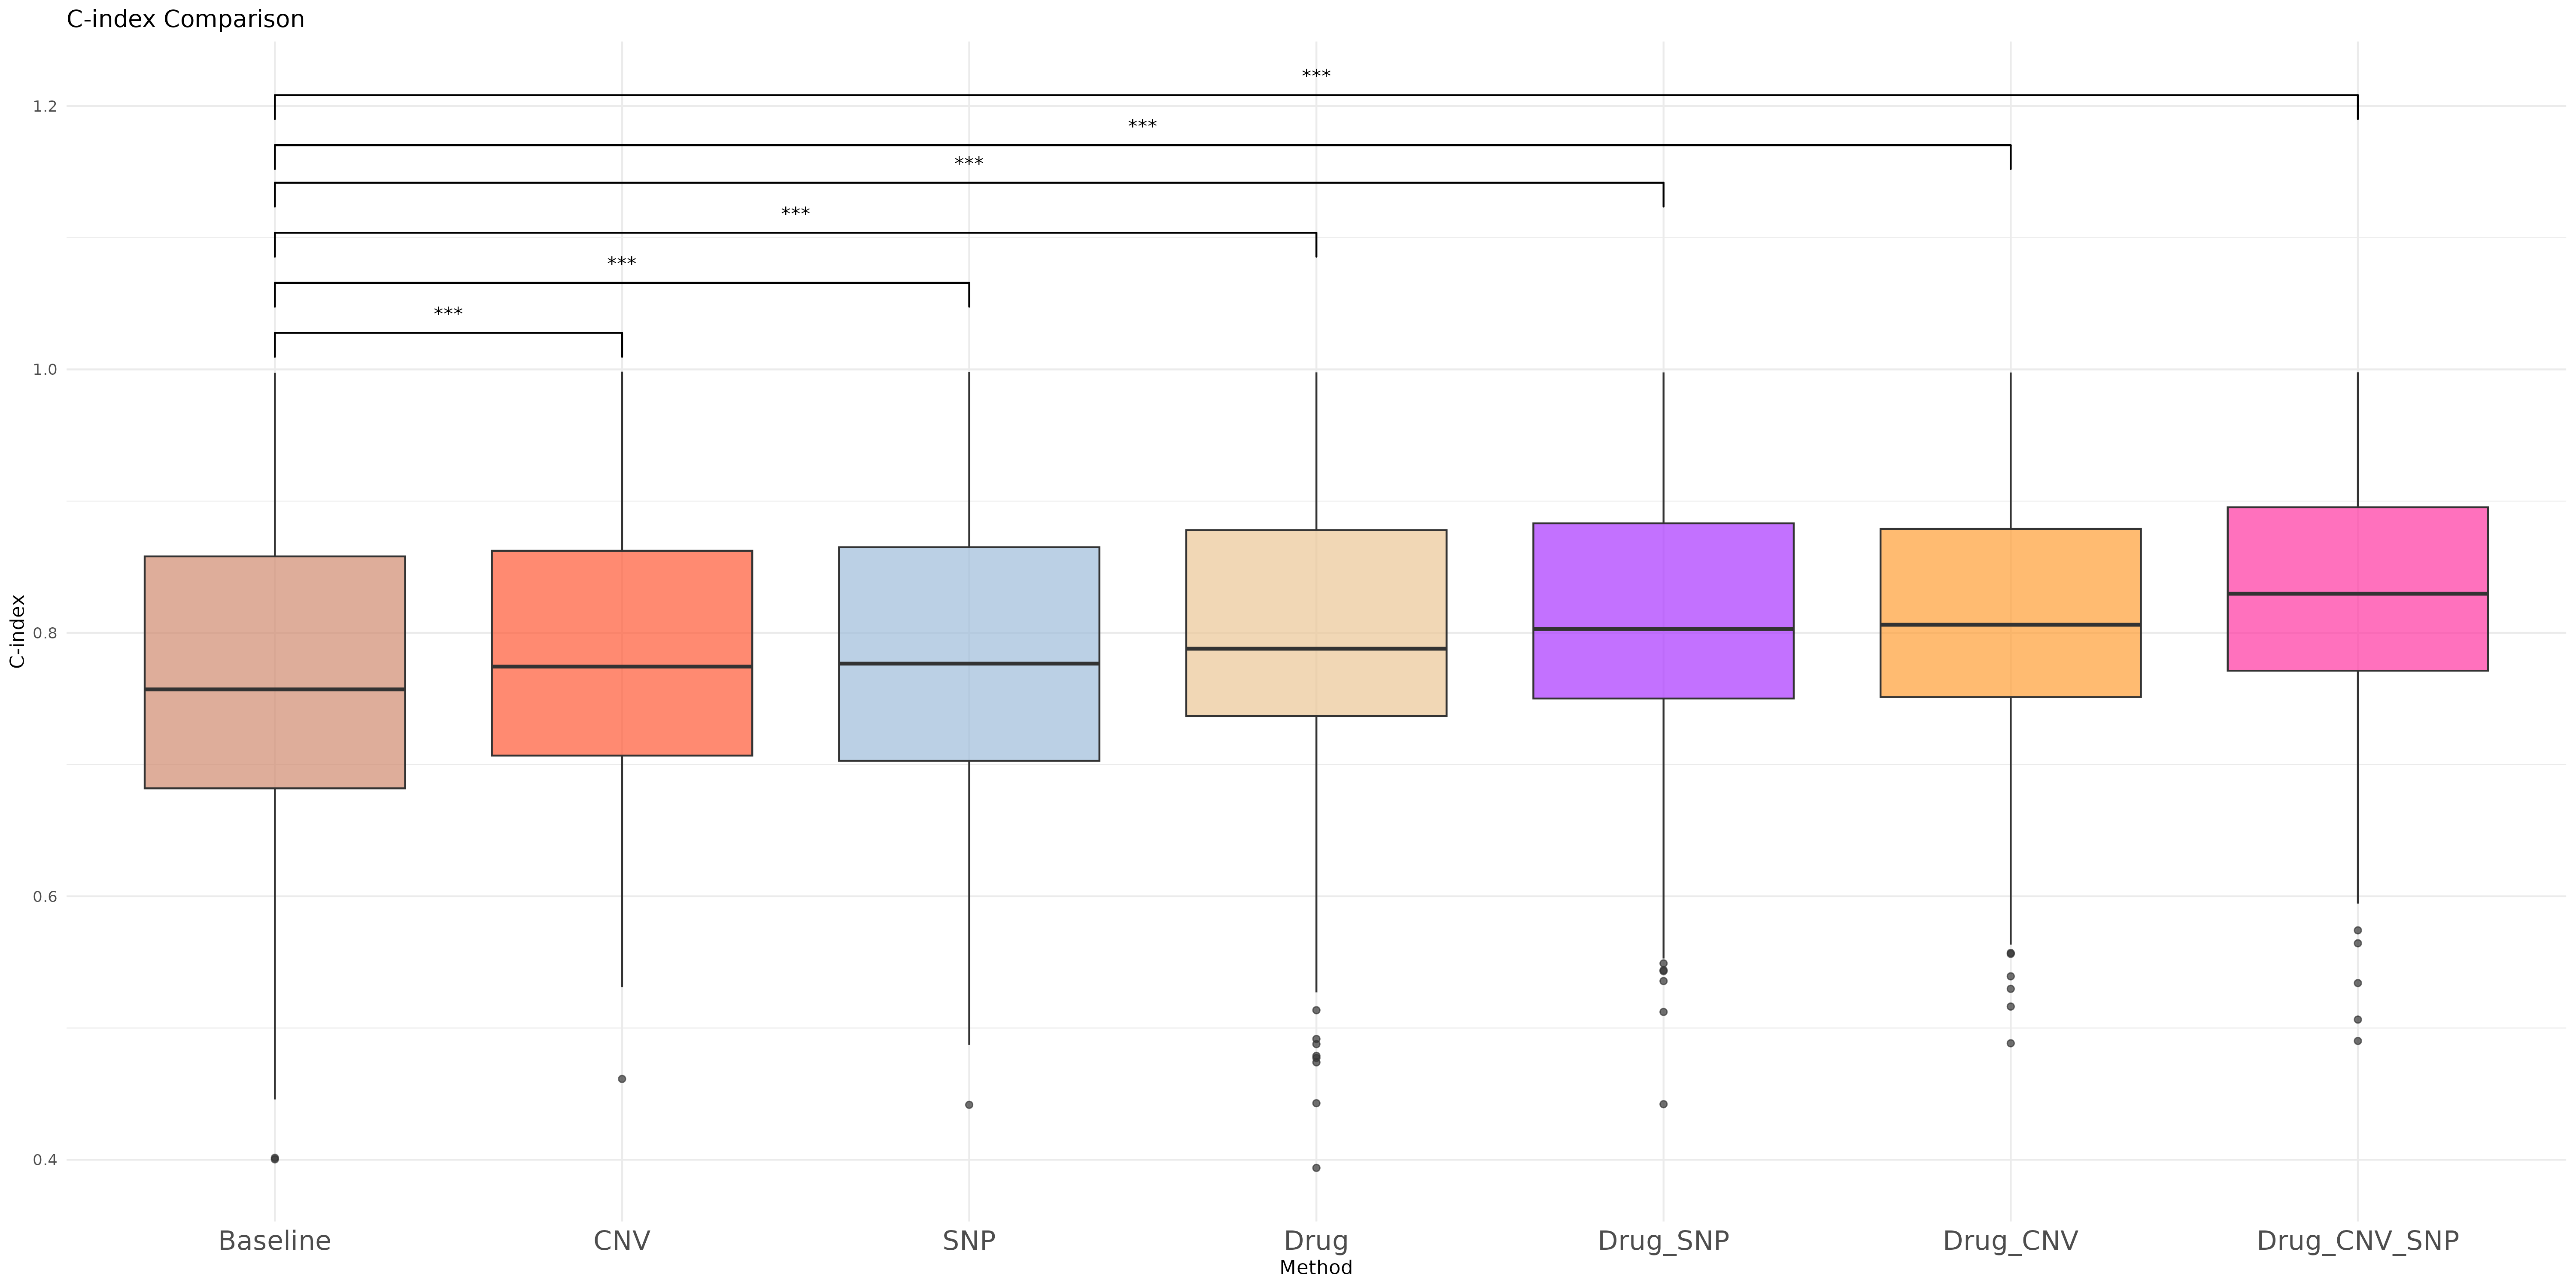 C-index Comparison
***
1.2
***
***
***
***
***
1.0
0.8
C-index
0.6
0.4
Baseline CNV SNP Drug Drug_SNP Drug_CNV Drug_CNV_SNP
Method